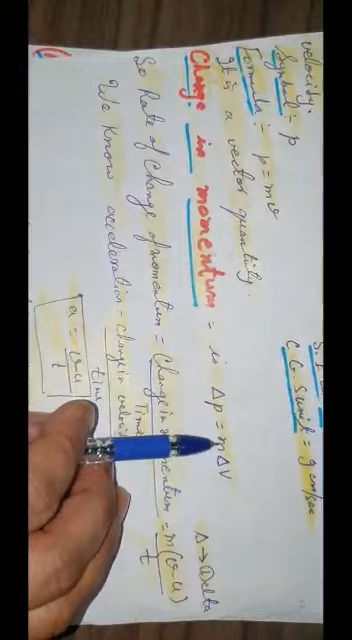 velocity.
Symbol :- p
Formula :- p = mv
C.G.S unit = g cm/sec
It is a vector quantity.
Change in momentum = is Δp = mΔv
Δ → Delta
So Rate of Change of momentum = Change in momentum / Time = m(v-u) / t
We know acceleration = change in velocity / time
a = v-u / t